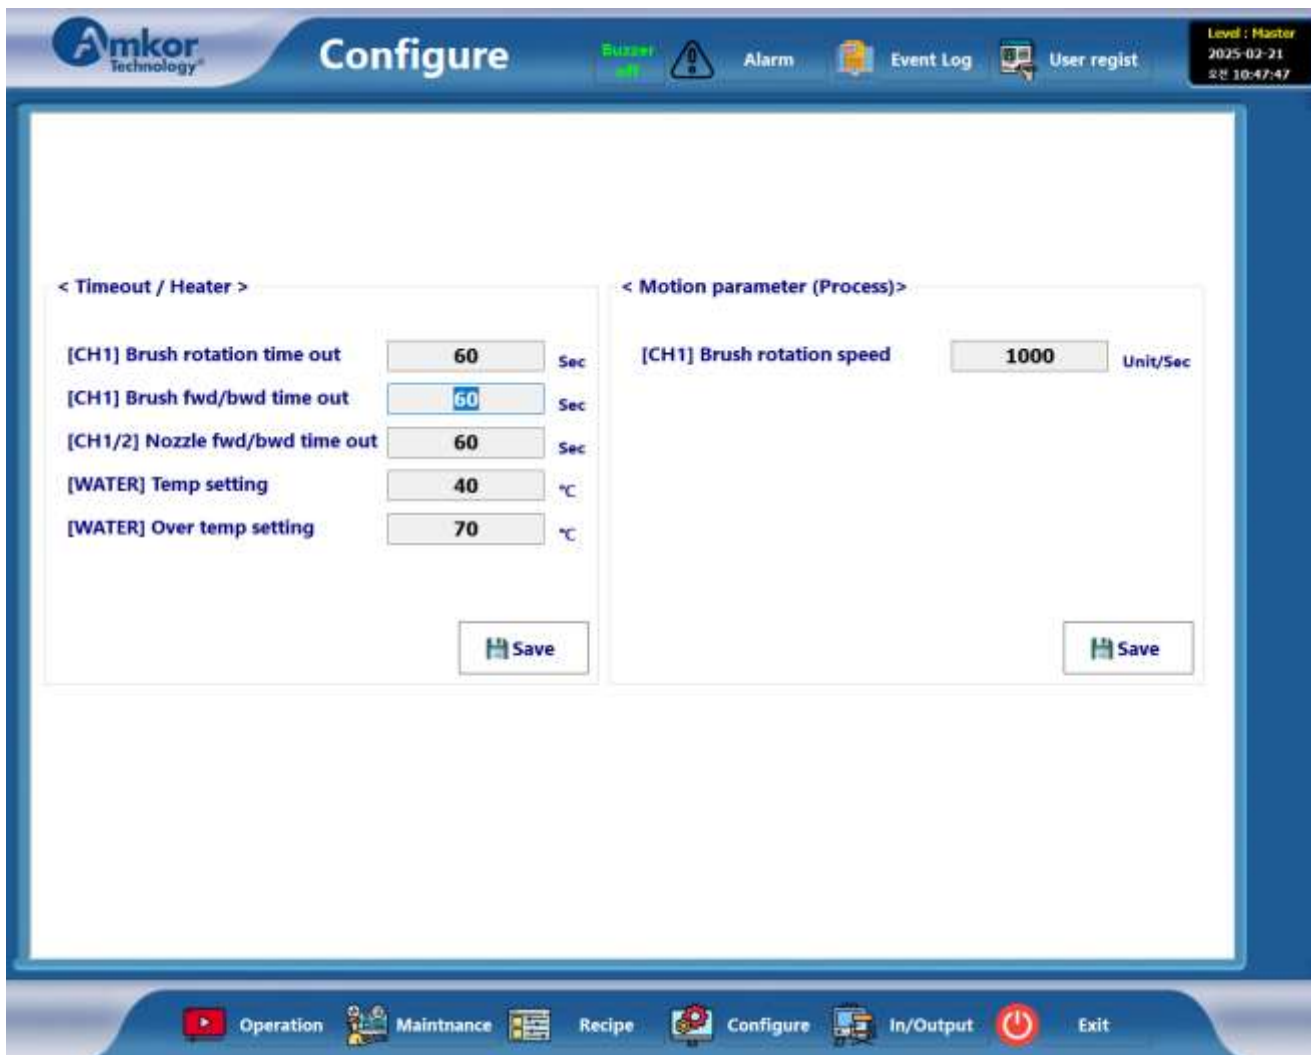 Amkor
Technology®
Configure
Buzzer
off
Alarm
Event Log
User regist
Level : Master
2025-02-21
오전 10:47:47
< Timeout / Heater >
[CH1] Brush rotation time out 60 Sec
[CH1] Brush fwd/bwd time out 60 Sec
[CH1/2] Nozzle fwd/bwd time out 60 Sec
[WATER] Temp setting 40 °C
[WATER] Over temp setting 70 °C
Save
< Motion parameter (Process)>
[CH1] Brush rotation speed 1000 Unit/Sec
Save
Operation
Maintnance
Recipe
Configure
In/Output
Exit